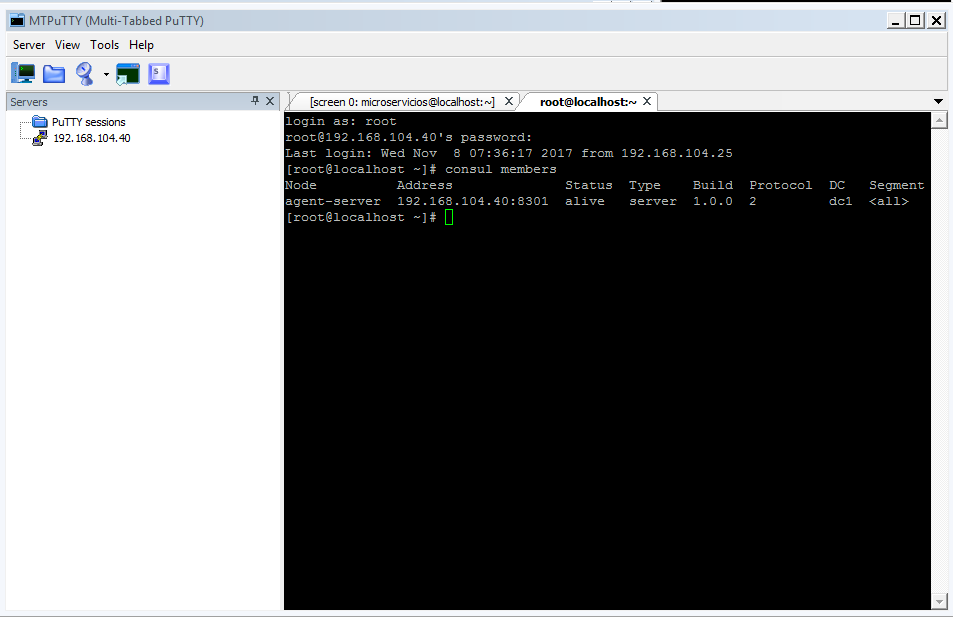 MTPuTTY (Multi-Tabbed PuTTY)
Server View Tools Help
Servers
PuTTY sessions
192.168.104.40
[screen 0: microservicios@localhost:~] root@localhost:~
login as: root
root@192.168.104.40's password:
Last login: Wed Nov  8 07:36:17 2017 from 192.168.104.25
[root@localhost ~]# consul members
Node          Address              Status  Type    Build  Protocol  DC   Segment
agent-server  192.168.104.40:8301  alive   server  1.0.0  2         dc1  <all>
[root@localhost ~]#